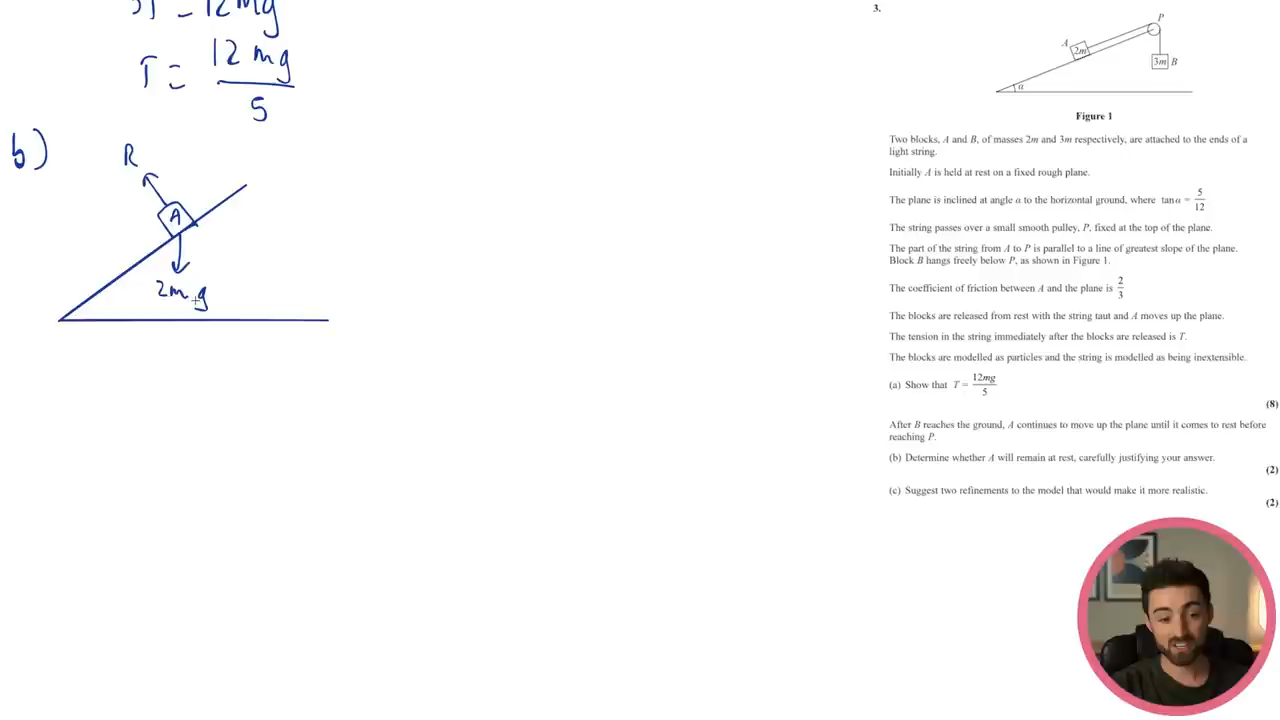 5T = 12mg
T = 12mg
5
b)
R
A
2mg
3.
P
A
2m
3m B
α
Figure 1
Two blocks, A and B, of masses 2m and 3m respectively, are attached to the ends of a
light string.
Initially A is held at rest on a fixed rough plane.
The plane is inclined at angle α to the horizontal ground, where tan α = 5/12
The string passes over a small smooth pulley, P, fixed at the top of the plane.
The part of the string from A to P is parallel to a line of greatest slope of the plane.
Block B hangs freely below P, as shown in Figure 1.
The coefficient of friction between A and the plane is 2/3
The blocks are released from rest with the string taut and A moves up the plane.
The tension in the string immediately after the blocks are released is T.
The blocks are modelled as particles and the string is modelled as being inextensible.
(a) Show that T = 12mg/5
(8)
After B reaches the ground, A continues to move up the plane until it comes to rest before
reaching P.
(b) Determine whether A will remain at rest, carefully justifying your answer.
(2)
(c) Suggest two refinements to the model that would make it more realistic.
(2)